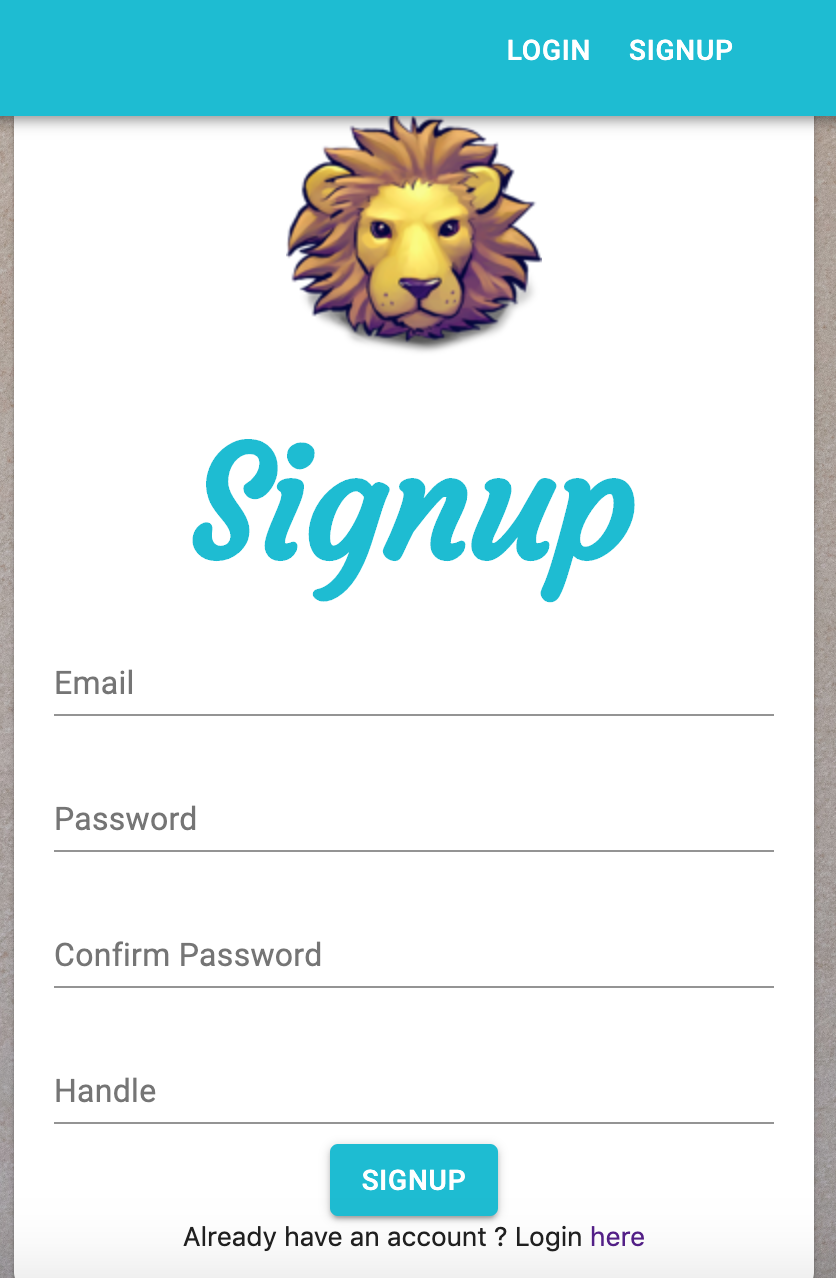 LOGIN SIGNUP
Signup
Email
Password
Confirm Password
Handle
SIGNUP
Already have an account ? Login here